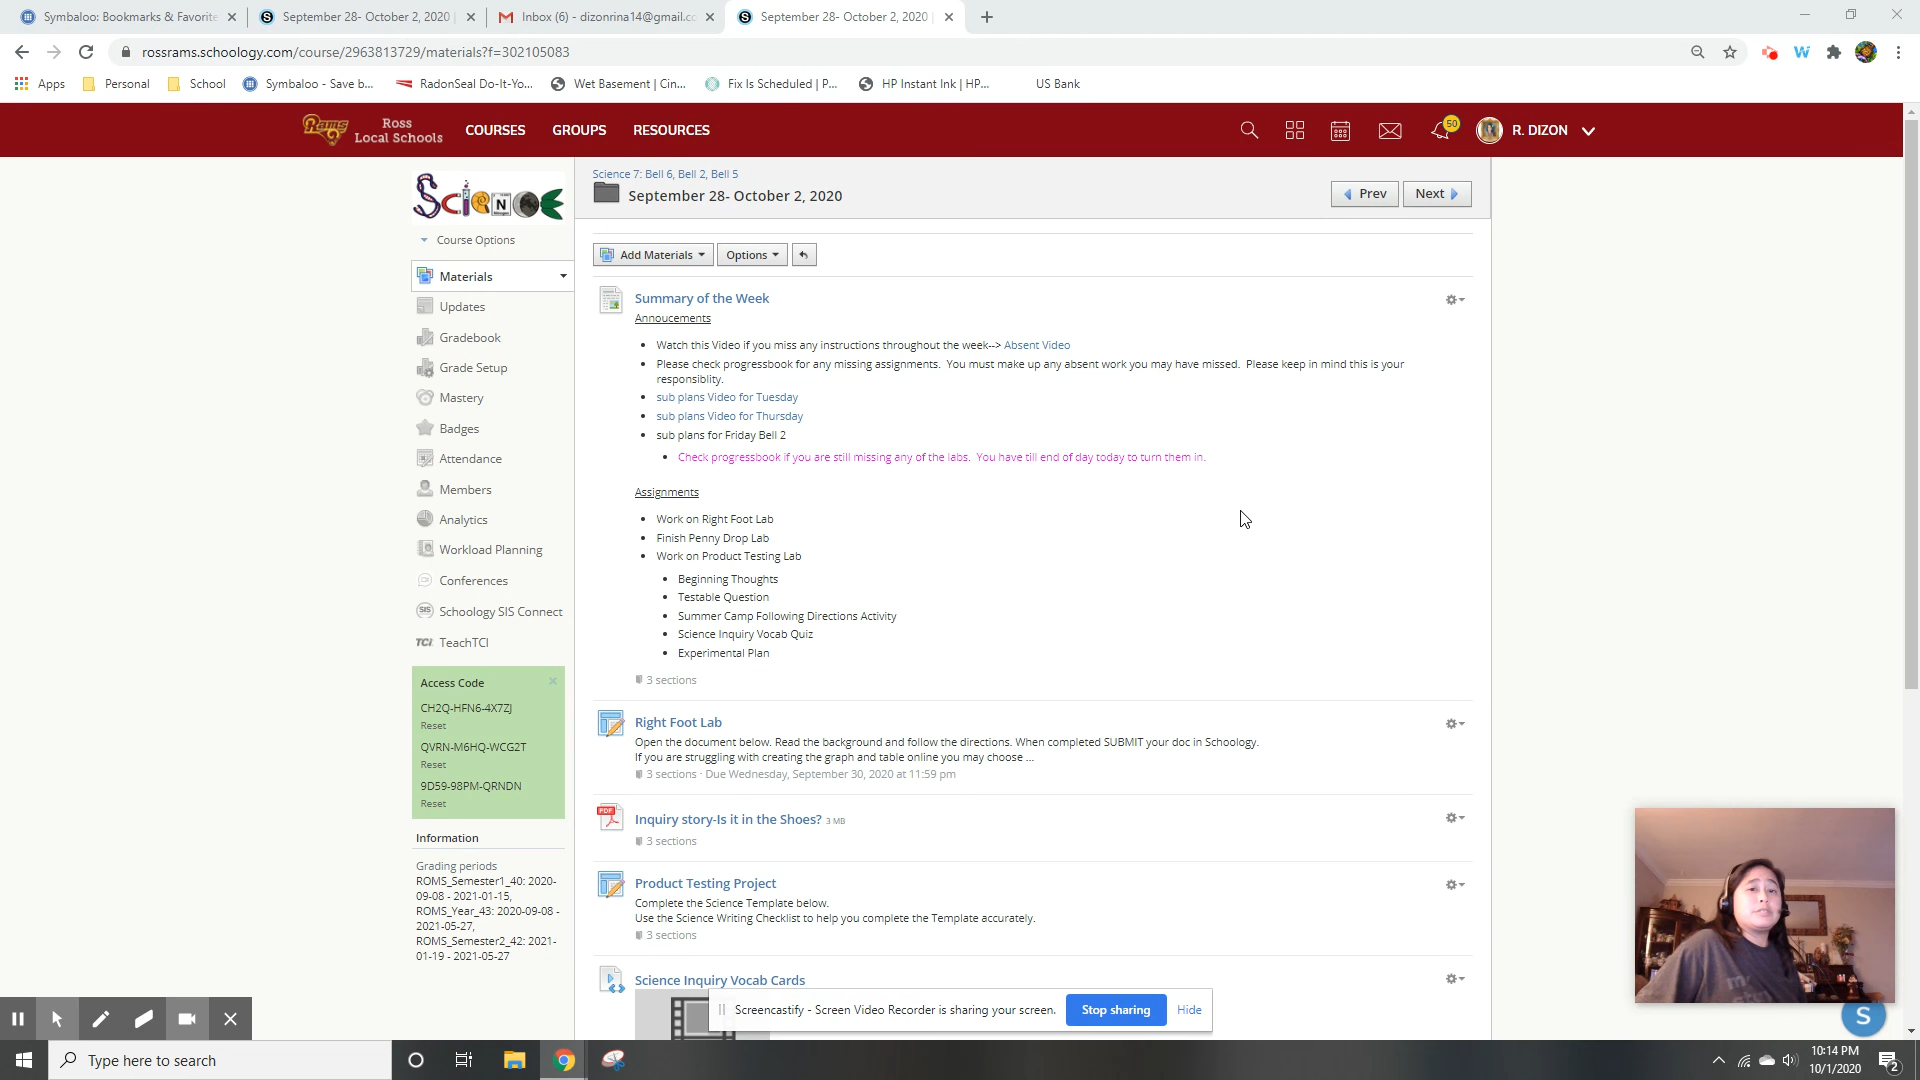 Symbaloo: Bookmarks & Favorite
September 28- October 2, 2020 |
Inbox (6) - dizonrina14@gmail.co
September 28- October 2, 2020 |
rossrams.schoology.com/course/2963813729/materials?f=302105083
Apps
Personal
School
Symbaloo - Save b...
RadonSeal Do-It-Yo...
Wet Basement | Cin...
Fix Is Scheduled | P...
HP Instant Ink | HP...
US Bank
Rams
Ross
Local Schools
COURSES
GROUPS
RESOURCES
50
R. DIZON
Science 7: Bell 6, Bell 2, Bell 5
September 28- October 2, 2020
Prev
Next
Course Options
Materials
Updates
Gradebook
Grade Setup
Mastery
Badges
Attendance
Members
Analytics
Workload Planning
Conferences
SIS Schoology SIS Connect
TCi TeachTCI
Access Code
CH2Q-HFN6-4X7ZJ
Reset
QVRN-M6HQ-WCG2T
Reset
9D59-98PM-QRNDN
Reset
Information
Grading periods
ROMS_Semester1_40: 2020-
09-08 - 2021-01-15,
ROMS_Year_43: 2020-09-08 -
2021-05-27,
ROMS_Semester2_42: 2021-
01-19 - 2021-05-27
Add Materials
Options
Summary of the Week
Annoucements
• Watch this Video if you miss any instructions throughout the week--> Absent Video
• Please check progressbook for any missing assignments. You must make up any absent work you may have missed. Please keep in mind this is your
responsiblity.
• sub plans Video for Tuesday
• sub plans Video for Thursday
• sub plans for Friday Bell 2
• Check progressbook if you are still missing any of the labs. You have till end of day today to turn them in.
Assignments
• Work on Right Foot Lab
• Finish Penny Drop Lab
• Work on Product Testing Lab
• Beginning Thoughts
• Testable Question
• Summer Camp Following Directions Activity
• Science Inquiry Vocab Quiz
• Experimental Plan
3 sections
Right Foot Lab
Open the document below. Read the background and follow the directions. When completed SUBMIT your doc in Schoology.
If you are struggling with creating the graph and table online you may choose ...
3 sections · Due Wednesday, September 30, 2020 at 11:59 pm
PDF
Inquiry story-Is it in the Shoes? 3 MB
3 sections
Product Testing Project
Complete the Science Template below.
Use the Science Writing Checklist to help you complete the Template accurately.
3 sections
Science Inquiry Vocab Cards
Screencastify - Screen Video Recorder is sharing your screen.
Stop sharing
Hide
S
Type here to search
10:14 PM
10/1/2020
2